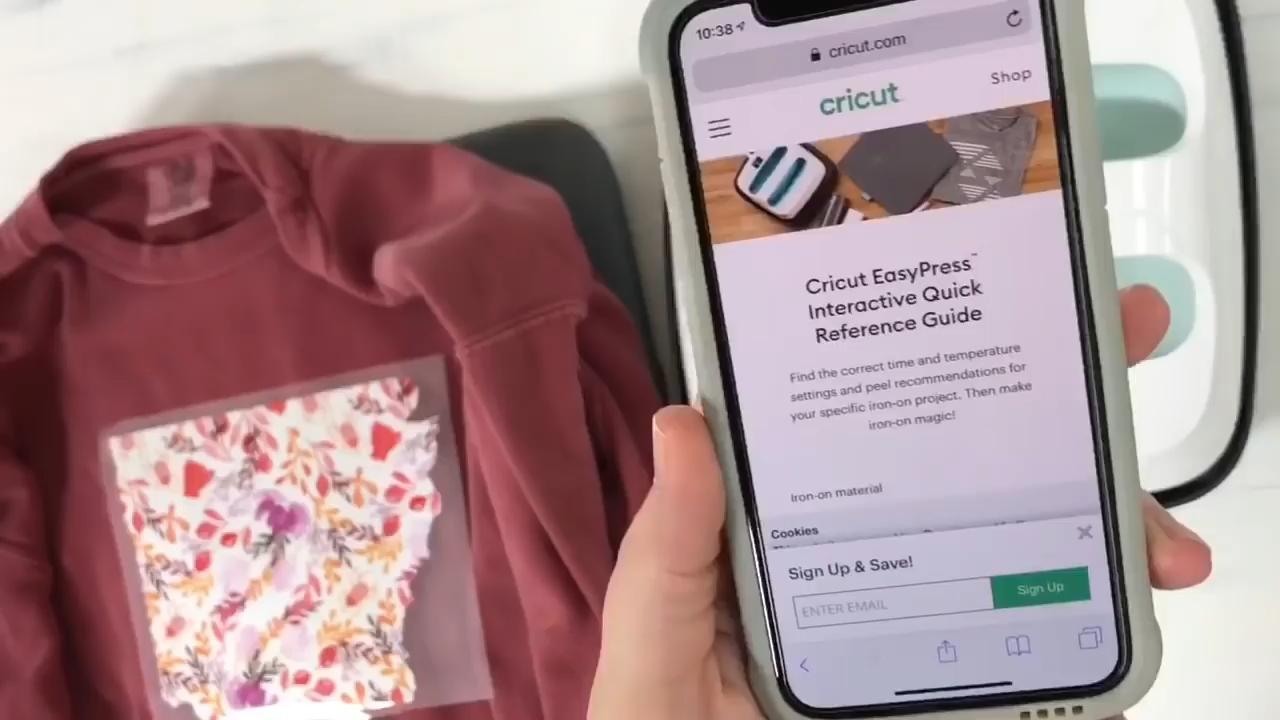 10:38
cricut.com
cricut
Shop
Cricut EasyPress™
Interactive Quick
Reference Guide
Find the correct time and temperature
settings and peel recommendations for
your specific iron-on project. Then make
iron-on magic!
Iron-on material
Cookies
Sign Up & Save!
ENTER EMAIL
Sign Up